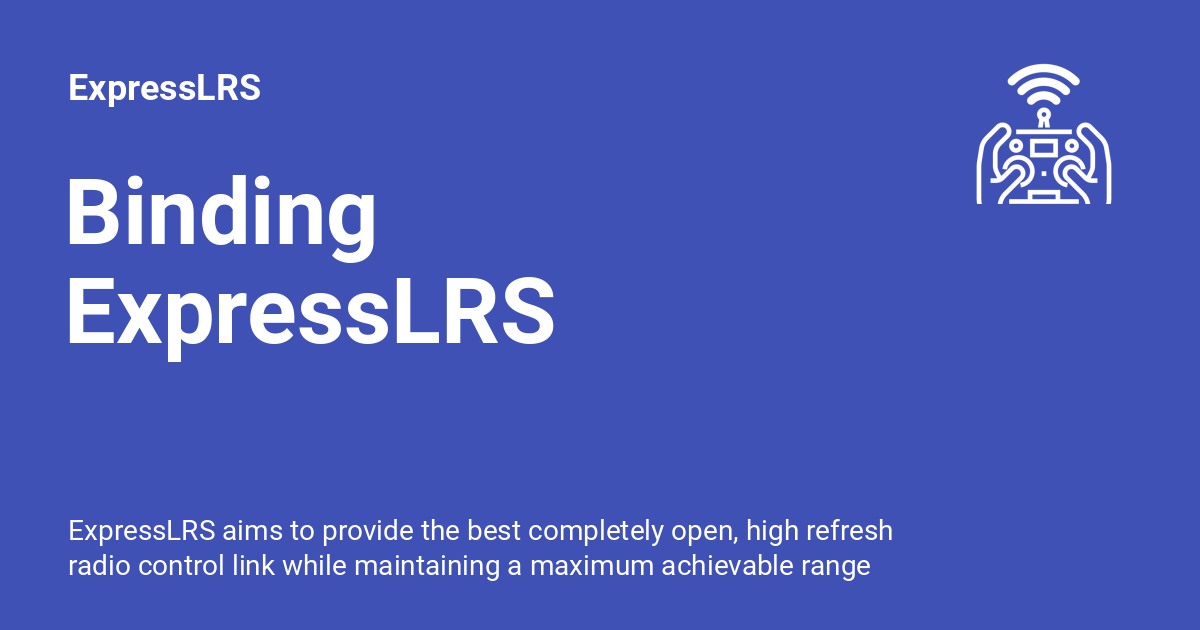 ExpressLRS
Binding
ExpressLRS
ExpressLRS aims to provide the best completely open, high refresh
radio control link while maintaining a maximum achievable range